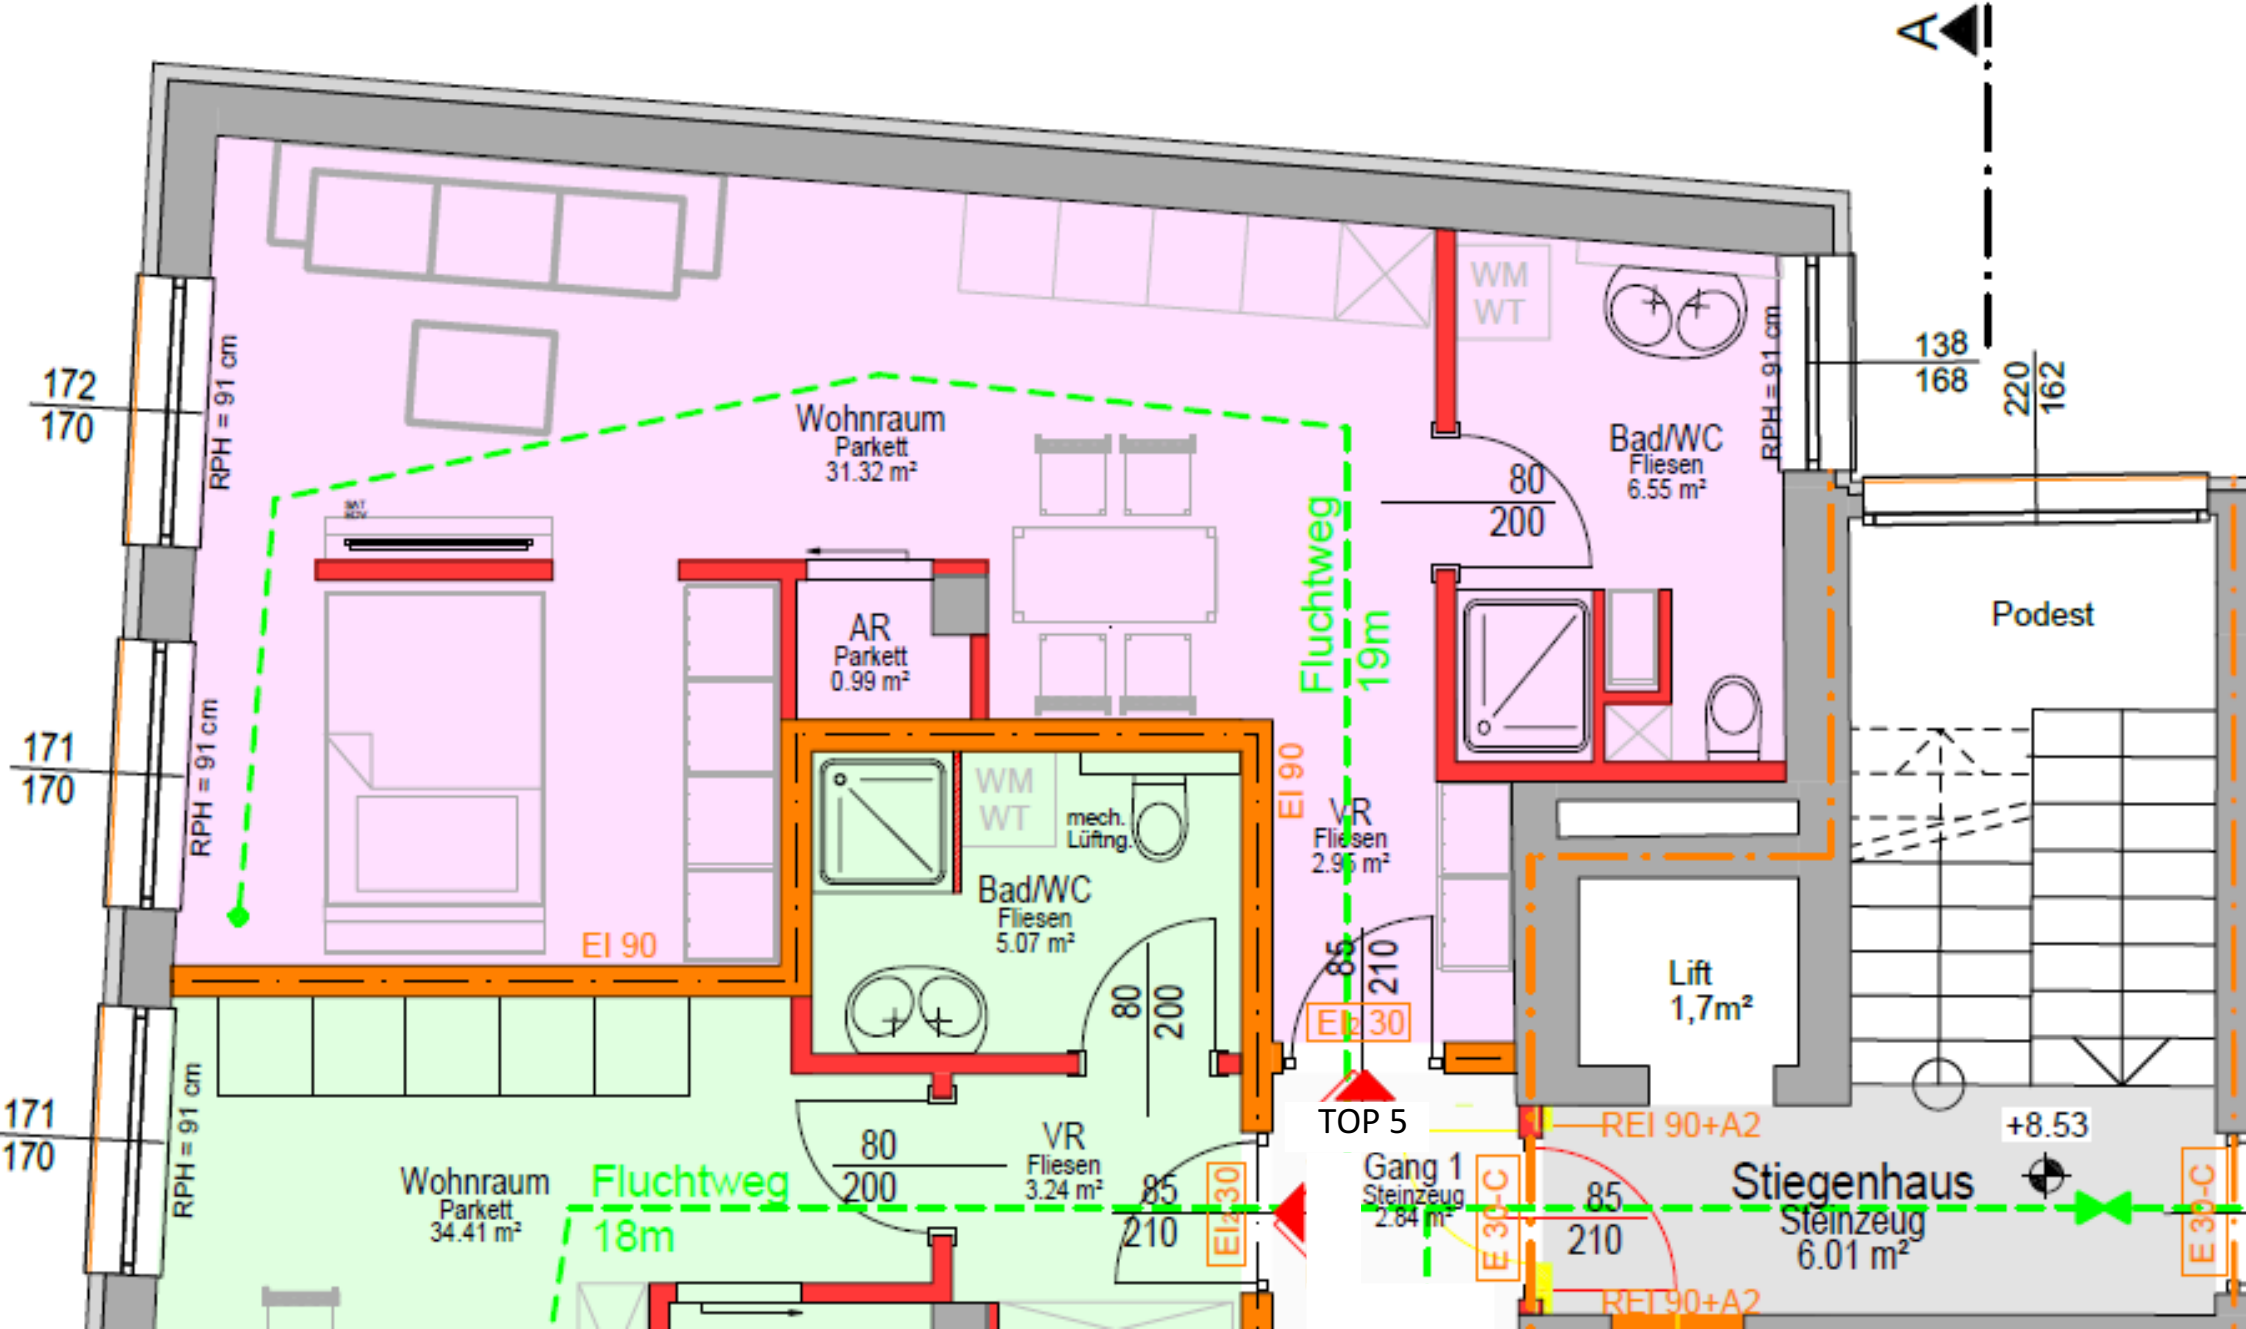 A
WM
WT
138
168
220
162
172
170
RPH = 91 cm
RPH = 91 cm
Wohnraum
Parkett
31.32 m²
Bad/WC
Fliesen
6.55 m²
80
200
Fluchtweg
19m
Podest
AR
Parkett
0.99 m²
171
170
RPH = 91 cm
EI 90
WM
WT
mech.
Lüftng.
VR
Fliesen
2.95 m²
Bad/WC
Fliesen
5.07 m²
EI 90
85
210
80
200
Lift
1,7m²
EI₂ 30
171
170
RPH = 91 cm
TOP 5
REI 90+A2
+8.53
80
200
VR
Fliesen
3.24 m²
Wohnraum
Parkett
34.41 m²
Fluchtweg
18m
85
210
EI₂ 30
Gang 1
Steinzeug
2.84 m²
E 30-C
85
210
Stiegenhaus
Steinzeug
6.01 m²
E 30-C
REI 90+A2